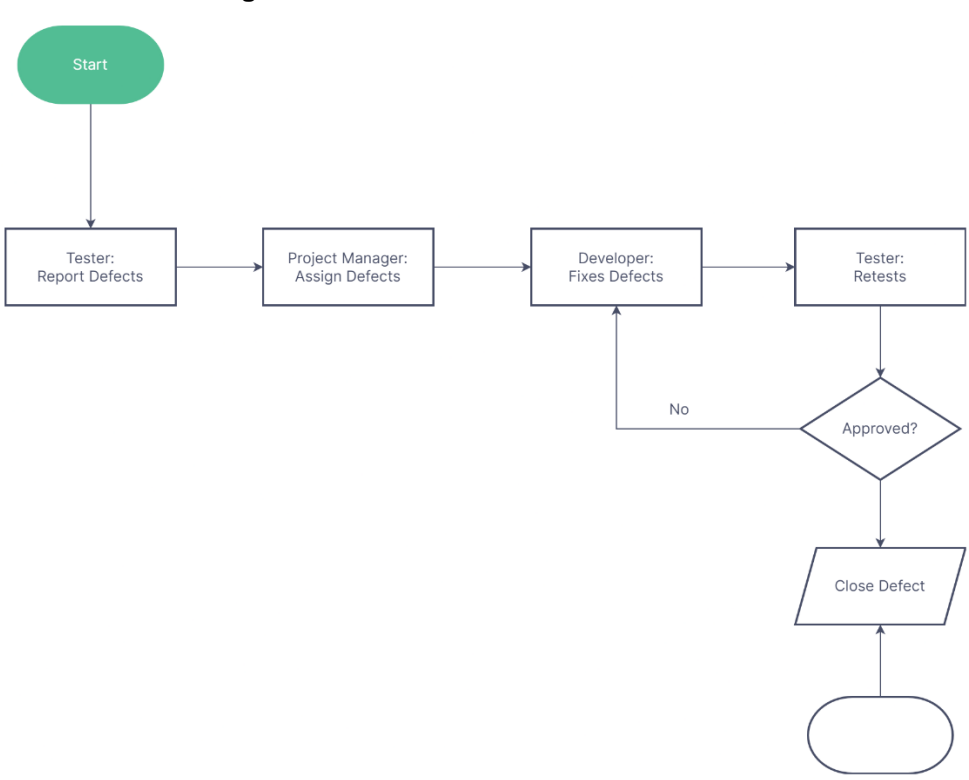 Start
Tester:
Report Defects
Project Manager:
Assign Defects
Developer:
Fixes Defects
Tester:
Retests
No
Approved?
Close Defect